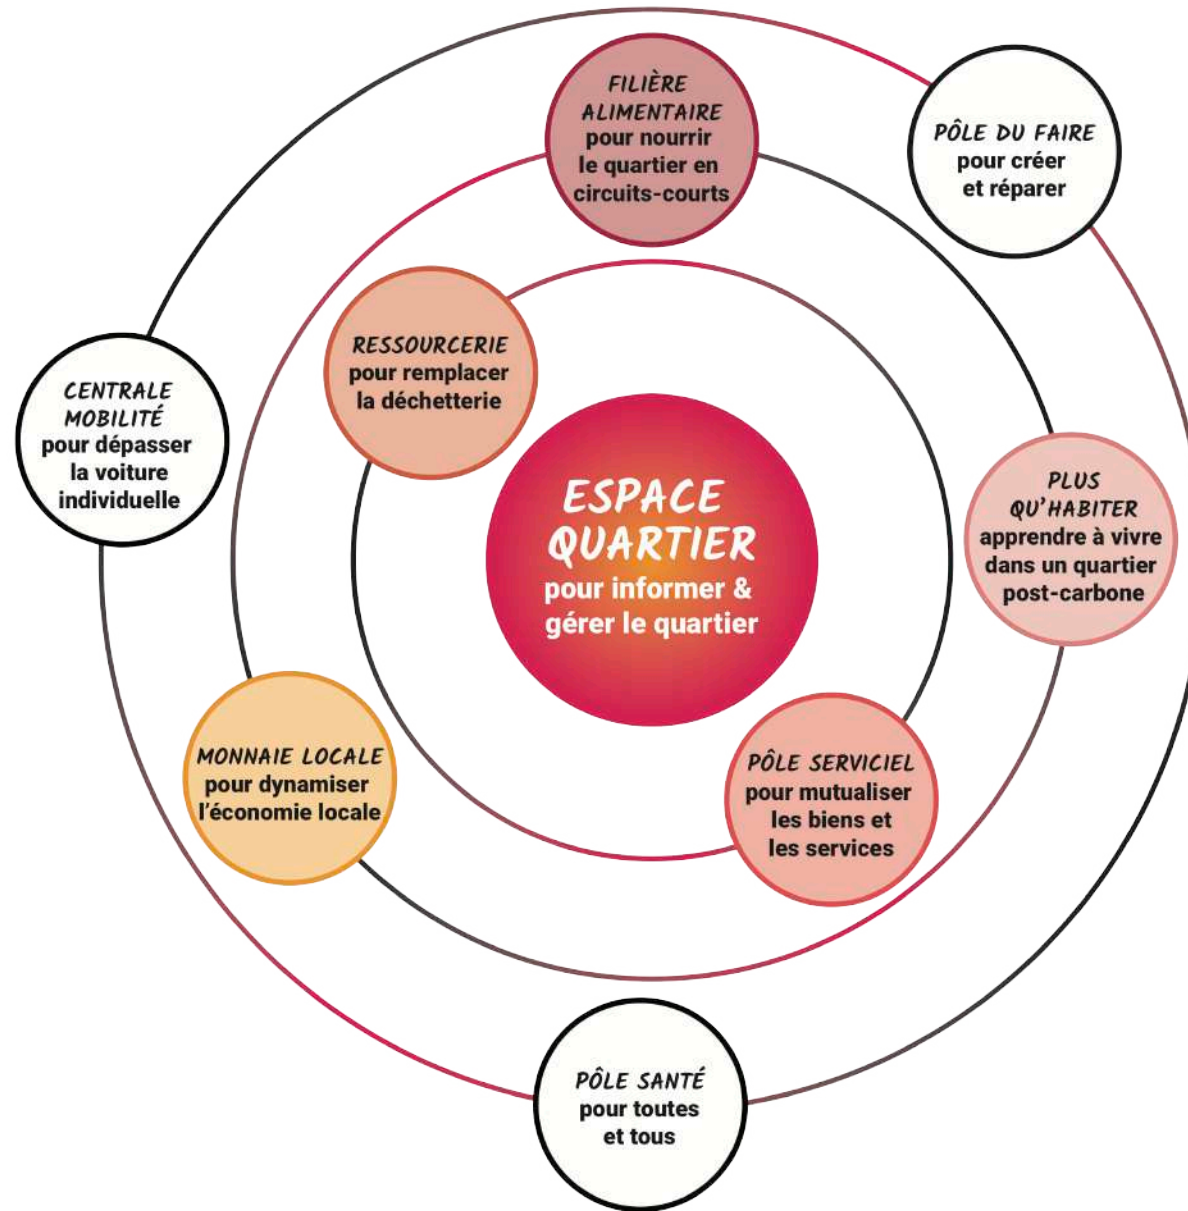 FILIÈRE
ALIMENTAIRE
pour nourrir
le quartier en
circuits-courts
PÔLE DU FAIRE
pour créer
et réparer
RESSOURCERIE
pour remplacer
la déchetterie
CENTRALE
MOBILITÉ
pour dépasser
la voiture
individuelle
ESPACE
QUARTIER
pour informer &
gérer le quartier
PLUS
QU'HABITER
apprendre à vivre
dans un quartier
post-carbone
MONNAIE LOCALE
pour dynamiser
l'économie locale
PÔLE SERVICIEL
pour mutualiser
les biens et
les services
PÔLE SANTÉ
pour toutes
et tous